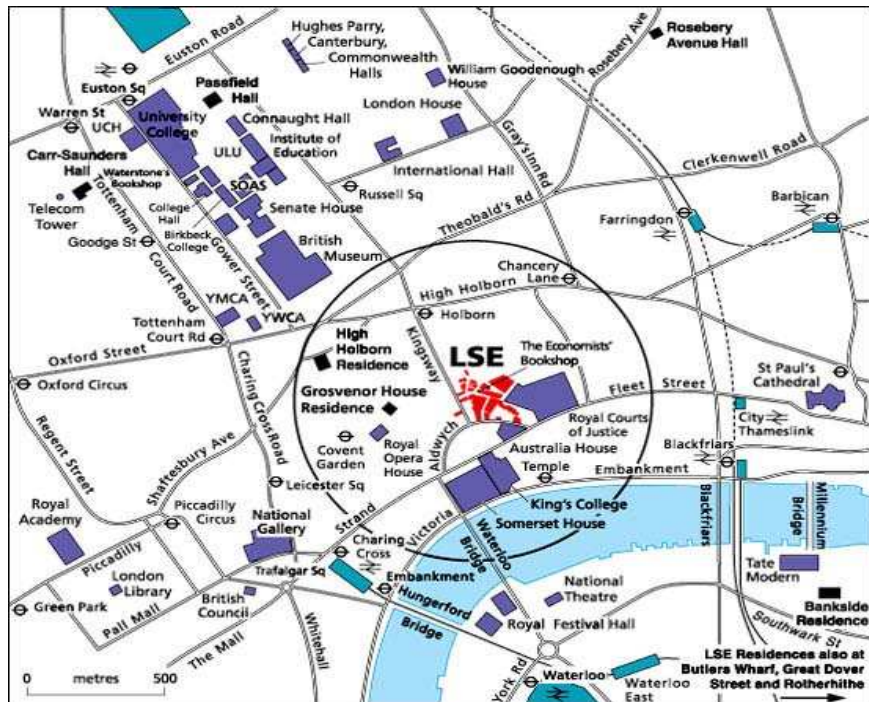 Euston Road
Hughes Parry,
Canterbury,
Commonwealth
Halls
Rosebery Ave
Rosebery
Avenue Hall
Euston Sq
Passfield
Hall
William Goodenough
House
Warren St
UCH
University
College
Connaught Hall
London House
Institute of
Education
ULU
Gray's Inn Rd
Clerkenwell Road
Carr-Saunders
Hall
Waterstone's
Bookshop
SOAS
International Hall
Russell Sq
Barbican
Telecom
Tower
Tottenham
Court Road
College
Hall
Senate House
Theobald's Rd
Farringdon
Birkbeck
College
Goodge St
Gower Street
British
Museum
Chancery
Lane
High Holborn
YMCA
YWCA
Holborn
Tottenham
Court Rd
Oxford Street
High
Holborn
Residence
Kingsway
LSE
The Economists'
Bookshop
St Paul's
Cathedral
Oxford Circus
Charing Cross Road
Grosvenor House
Residence
Fleet Street
Regent Street
Royal Courts
of Justice
City
Thameslink
Shaftesbury Ave
Covent
Garden
Royal
Opera
House
Aldwych
Australia House
Blackfriars
Temple
Embankment
Leicester Sq
King's College
Somerset House
Royal
Academy
Piccadilly
Circus
National
Gallery
Strand
Victoria
Waterloo
Bridge
Blackfriars
Bridge
Millennium
Bridge
Piccadilly
Charing
Cross
Trafalgar Sq
Tate
Modern
London
Library
British
Council
Embankment
Hungerford
Bridge
National
Theatre
Bankside
Residence
Green Park
Pall Mall
The Mall
Whitehall
Royal Festival Hall
Southwark St
York Rd
Waterloo
Waterloo
East
LSE Residences also at
Butlers Wharf, Great Dover
Street and Rotherhithe
0 metres 500